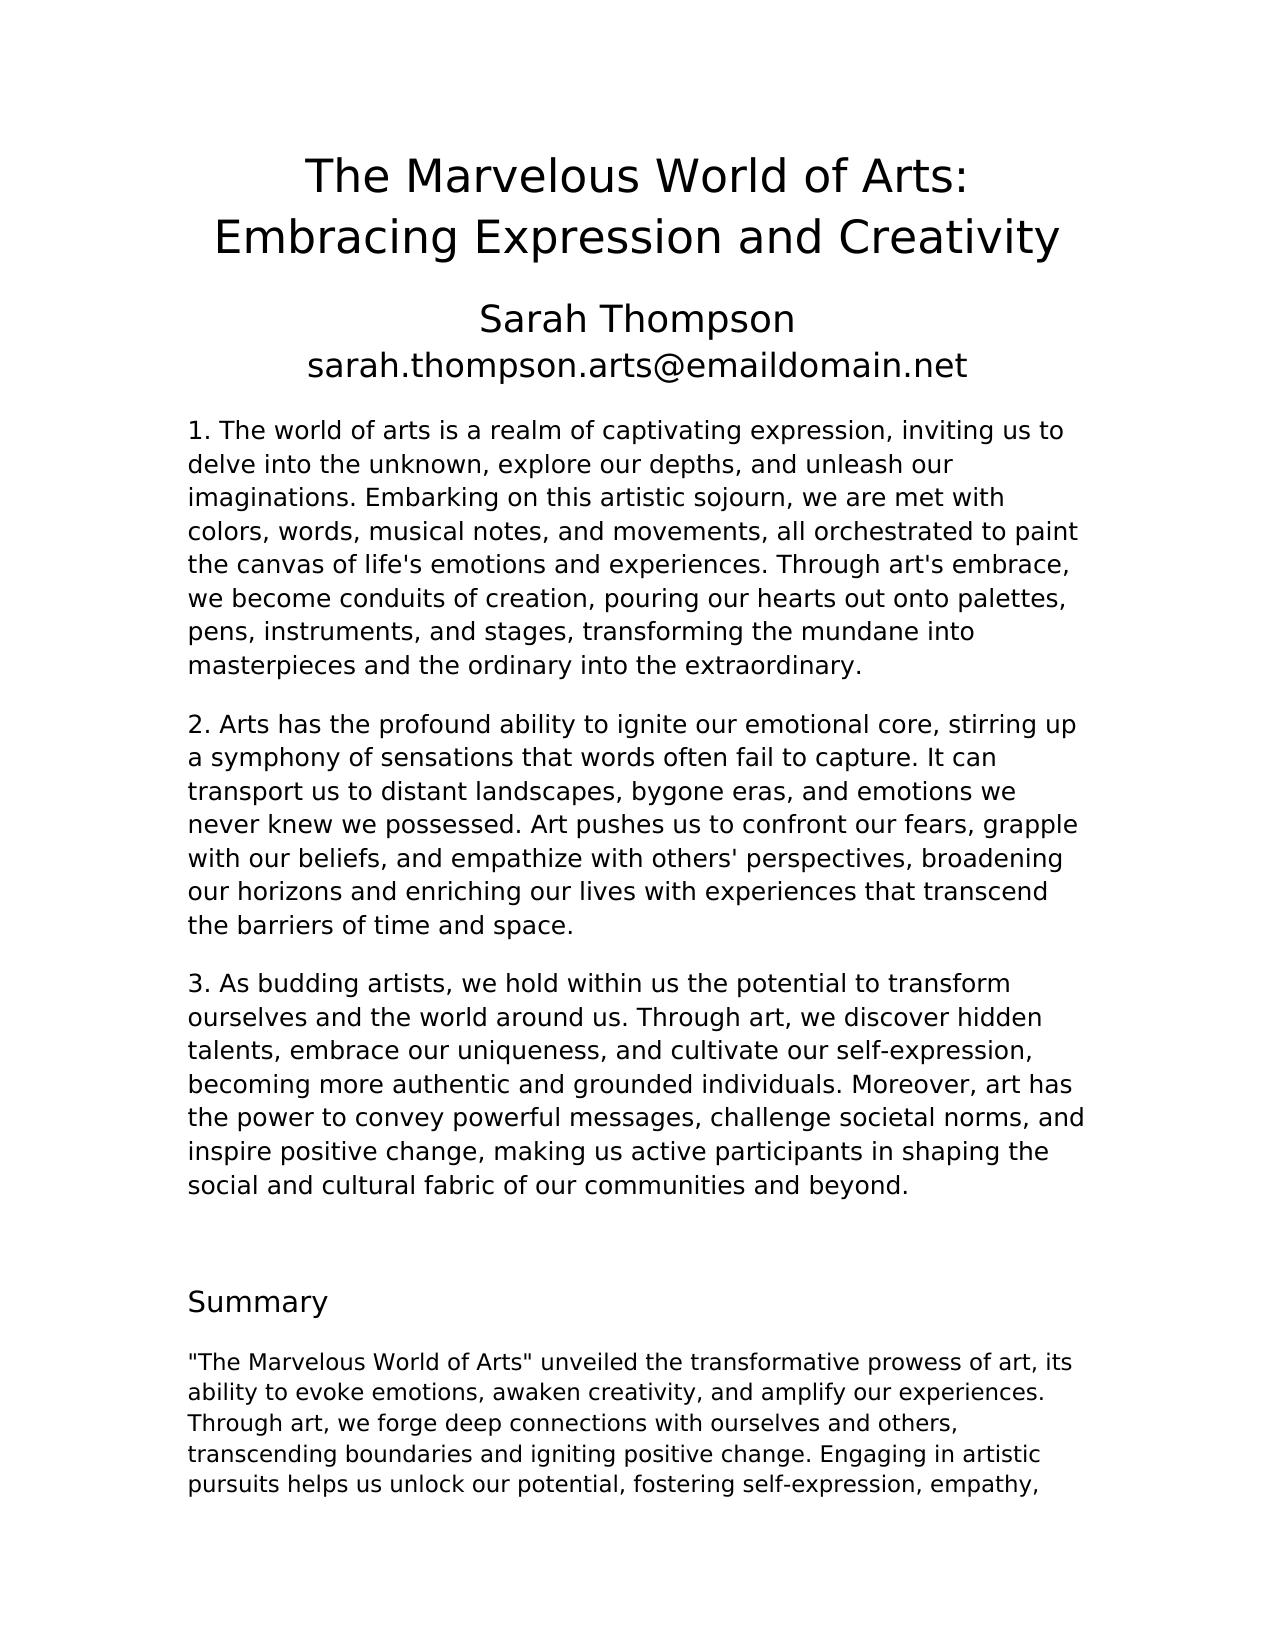 The Marvelous World of Arts:
Embracing Expression and Creativity
Sarah Thompson
sarah.thompson.arts@emaildomain.net
1. The world of arts is a realm of captivating expression, inviting us to
delve into the unknown, explore our depths, and unleash our
imaginations. Embarking on this artistic sojourn, we are met with
colors, words, musical notes, and movements, all orchestrated to paint
the canvas of life's emotions and experiences. Through art's embrace,
we become conduits of creation, pouring our hearts out onto palettes,
pens, instruments, and stages, transforming the mundane into
masterpieces and the ordinary into the extraordinary.
2. Arts has the profound ability to ignite our emotional core, stirring up
a symphony of sensations that words often fail to capture. It can
transport us to distant landscapes, bygone eras, and emotions we
never knew we possessed. Art pushes us to confront our fears, grapple
with our beliefs, and empathize with others' perspectives, broadening
our horizons and enriching our lives with experiences that transcend
the barriers of time and space.
3. As budding artists, we hold within us the potential to transform
ourselves and the world around us. Through art, we discover hidden
talents, embrace our uniqueness, and cultivate our self-expression,
becoming more authentic and grounded individuals. Moreover, art has
the power to convey powerful messages, challenge societal norms, and
inspire positive change, making us active participants in shaping the
social and cultural fabric of our communities and beyond.
Summary
"The Marvelous World of Arts" unveiled the transformative prowess of art, its
ability to evoke emotions, awaken creativity, and amplify our experiences.
Through art, we forge deep connections with ourselves and others,
transcending boundaries and igniting positive change. Engaging in artistic
pursuits helps us unlock our potential, fostering self-expression, empathy,